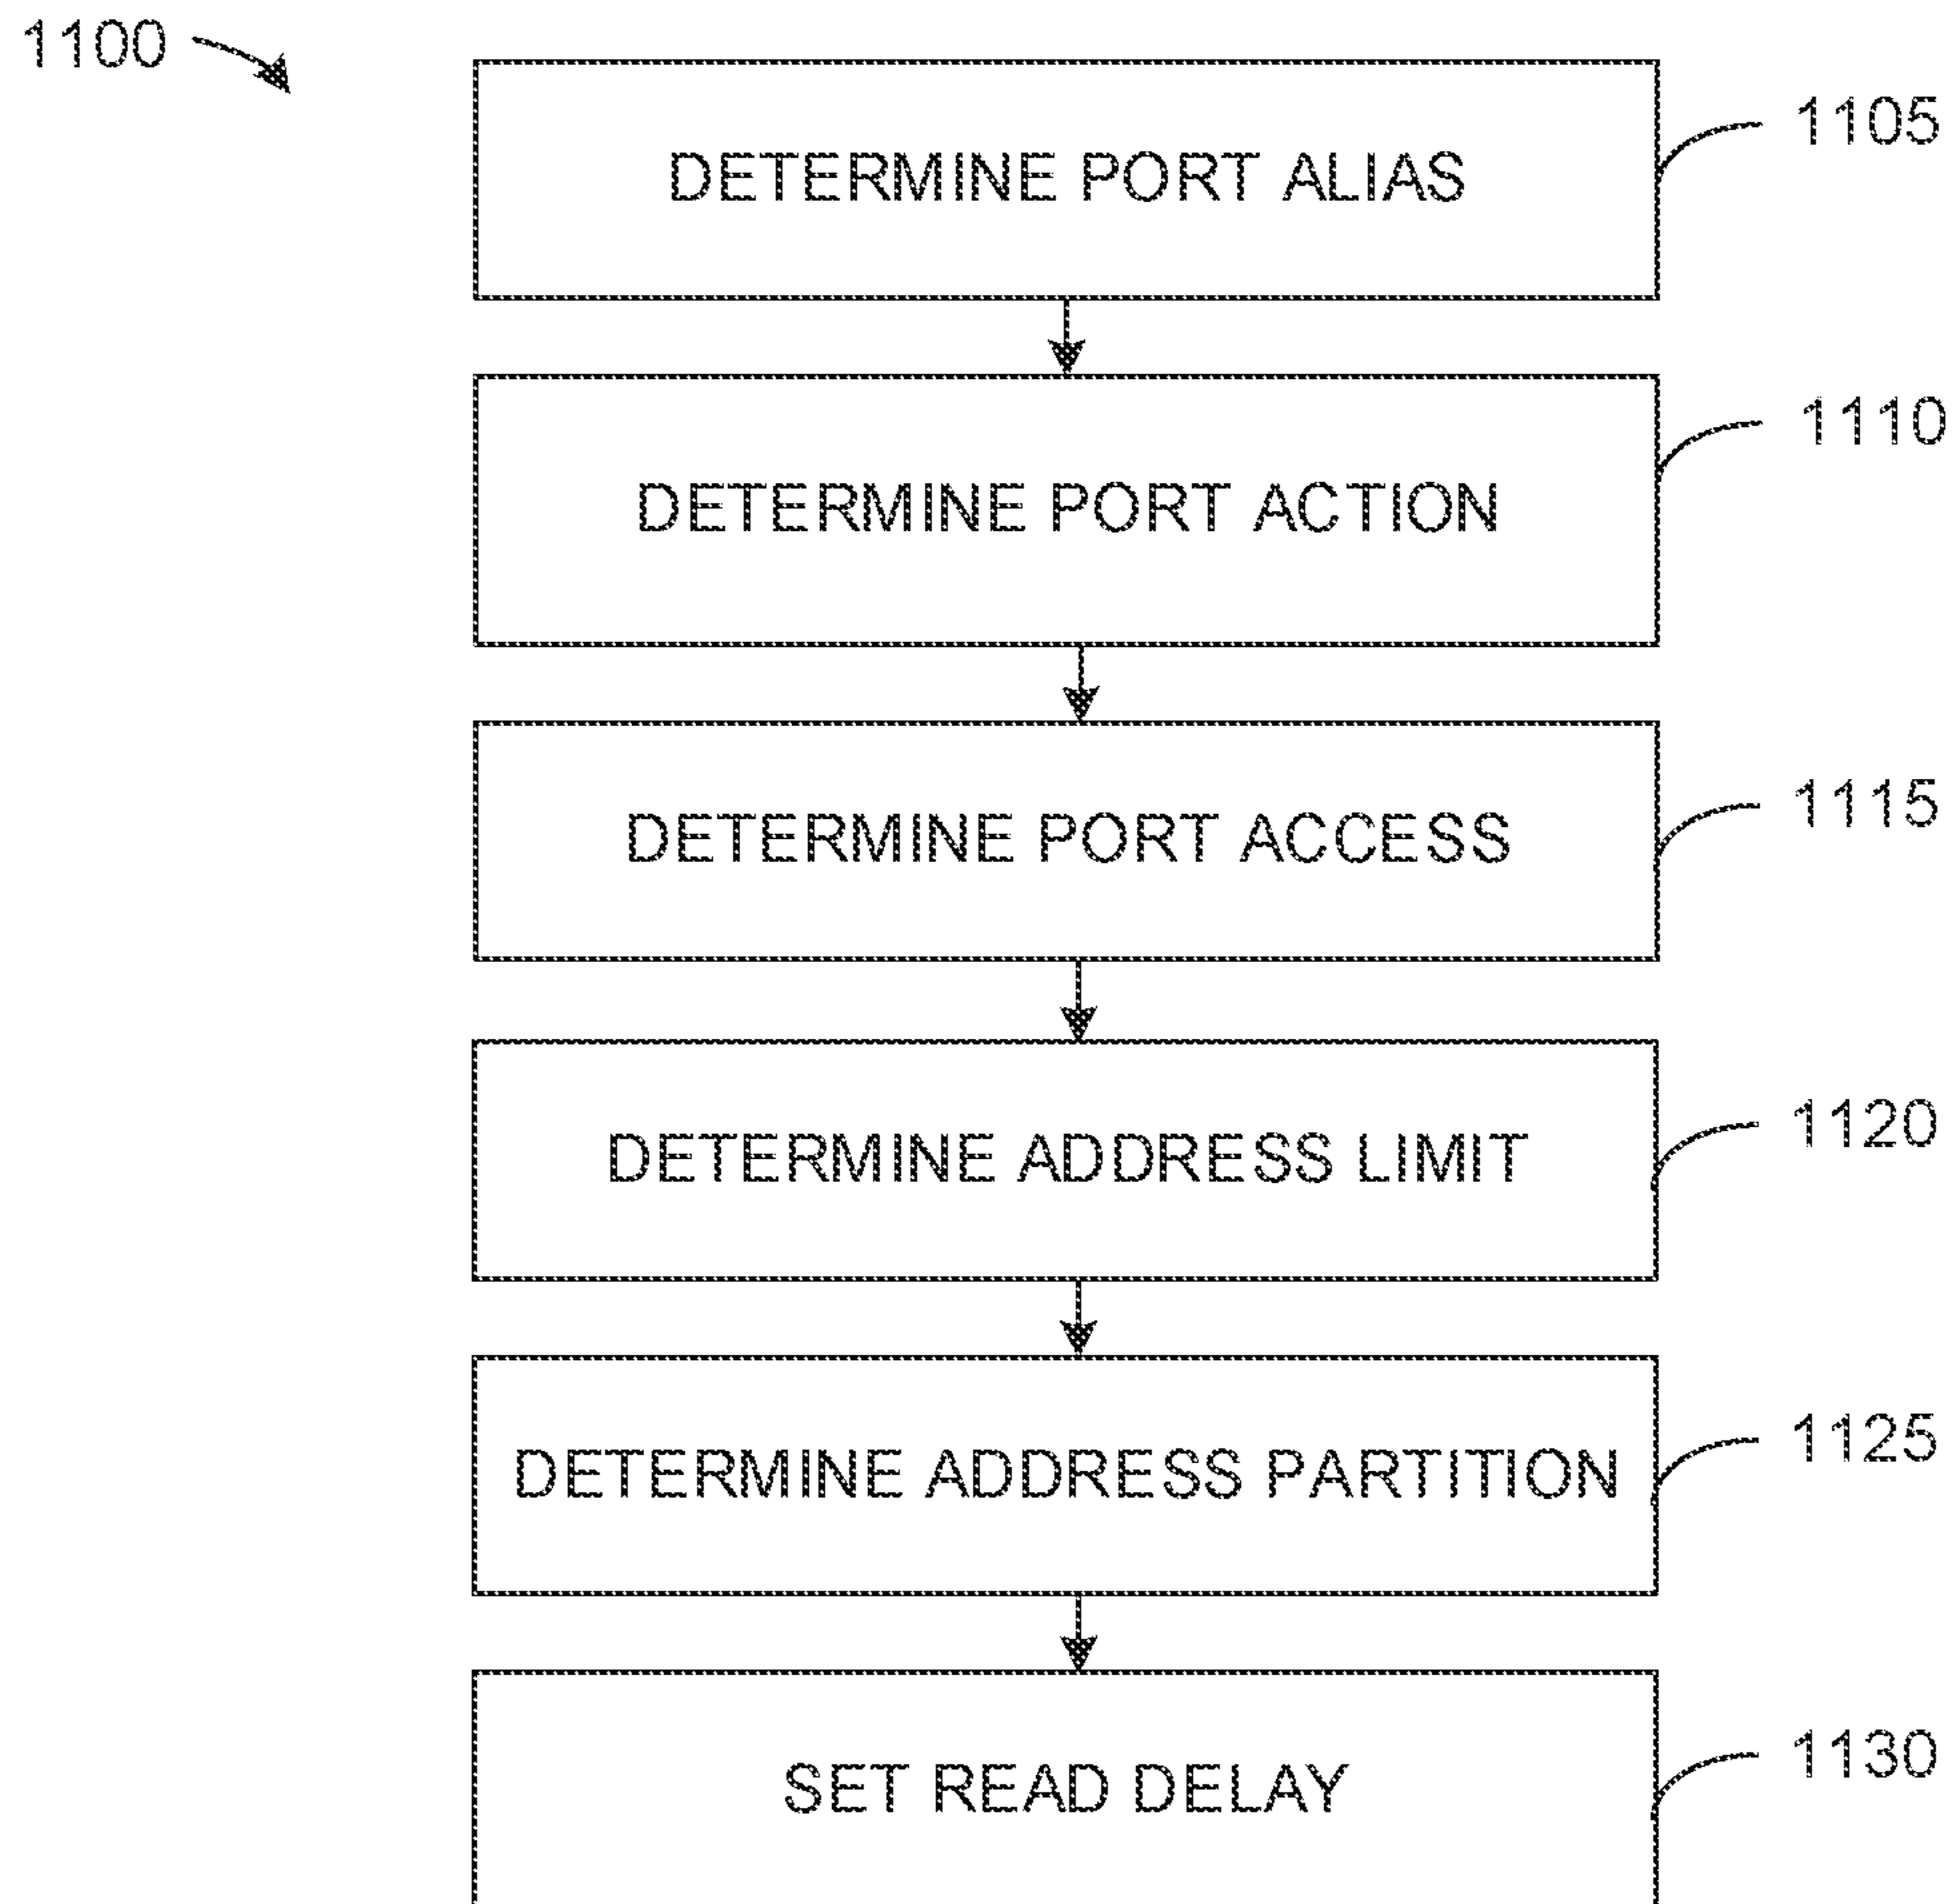 1100
DETERMINE PORT ALIAS
1105
DETERMINE PORT ACTION
1110
DETERMINE PORT ACCESS
1115
DETERMINE ADDRESS LIMIT
1120
DETERMINE ADDRESS PARTITION
1125
SET READ DELAY
1130